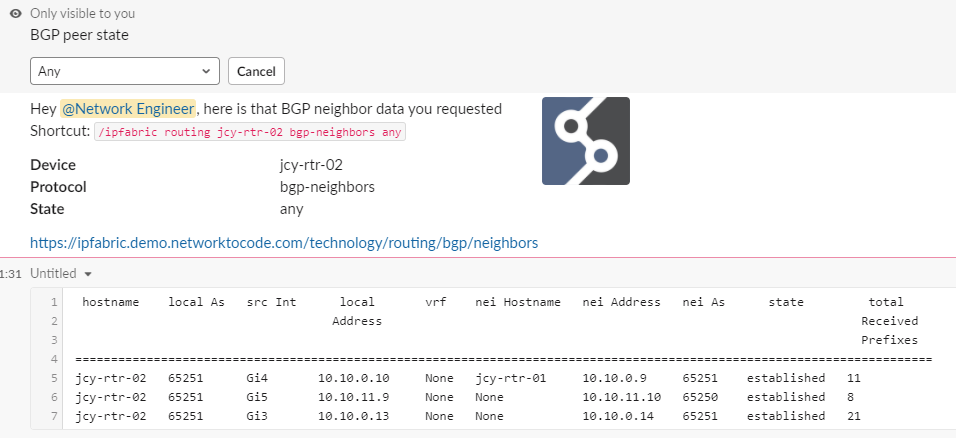 Only visible to you
BGP peer state
Any
Cancel
Hey @Network Engineer, here is that BGP neighbor data you requested
Shortcut: /ipfabric routing jcy-rtr-02 bgp-neighbors any
Device jcy-rtr-02
Protocol bgp-neighbors
State any
https://ipfabric.demo.networktocode.com/technology/routing/bgp/neighbors
1:31 Untitled
1 hostname local As src Int local vrf nei Hostname nei Address nei As state total
2 Address Received
3 Prefixes
4 ========================================================================================================================
5 jcy-rtr-02 65251 Gi4 10.10.0.10 None jcy-rtr-01 10.10.0.9 65251 established 11
6 jcy-rtr-02 65251 Gi5 10.10.11.9 None None 10.10.11.10 65250 established 8
7 jcy-rtr-02 65251 Gi3 10.10.0.13 None None 10.10.0.14 65251 established 21